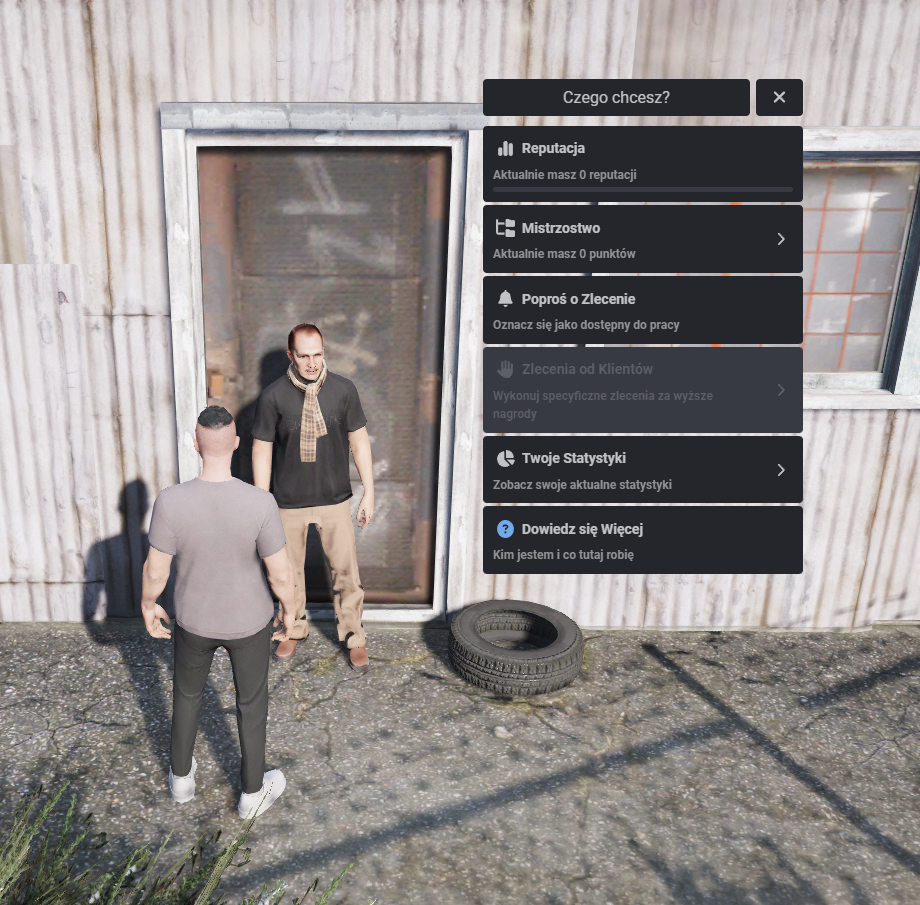 Czego chcesz?
Reputacja
Aktualnie masz 0 reputacji
Mistrzostwo
Aktualnie masz 0 punktów
Poproś o Zlecenie
Oznacz się jako dostępny do pracy
Zlecenia od Klientów
Wykonuj specyficzne zlecenia za wyższe
nagrody
Twoje Statystyki
Zobacz swoje aktualne statystyki
Dowiedz się Więcej
Kim jestem i co tutaj robię